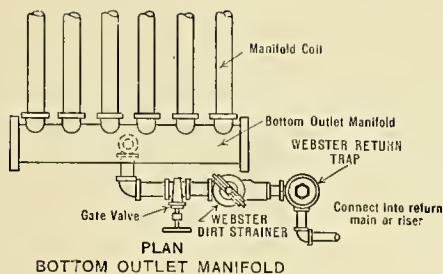 Manifold Coil
Bottom Outlet Manifold
WEBSTER RETURN
TRAP
Connect into return
main or riser
Gate Valve
WEBSTER
DIRT STRAINER
PLAN
BOTTOM OUTLET MANIFOLD